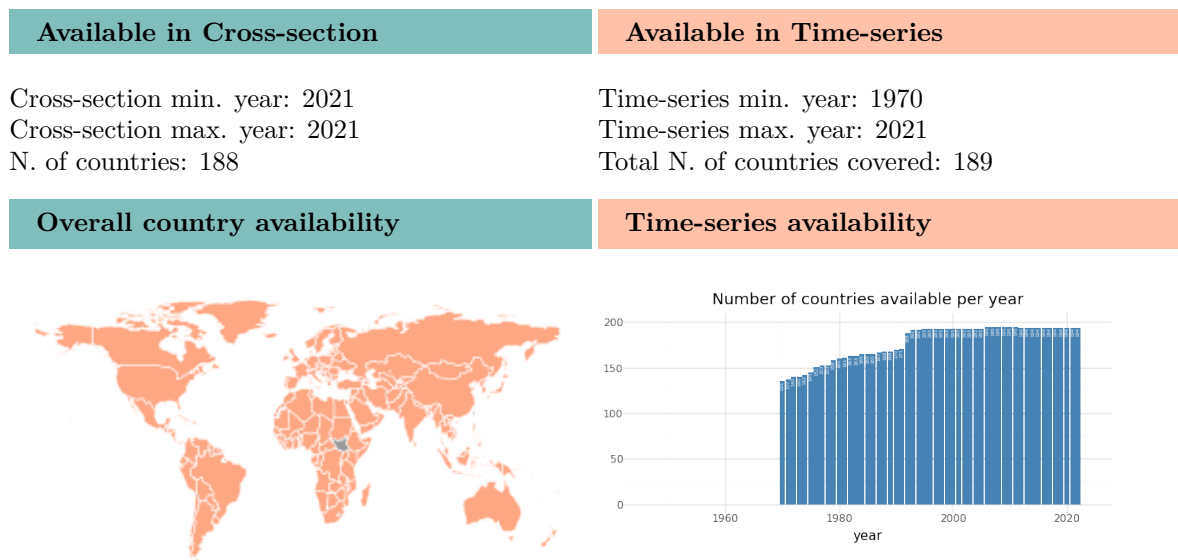 Available in Cross-section
Available in Time-series
Cross-section min. year: 2021
Cross-section max. year: 2021
N. of countries: 188
Time-series min. year: 1970
Time-series max. year: 2021
Total N. of countries covered: 189
Overall country availability
Time-series availability
Number of countries available per year
200
150
100
50
0
1960
1980
2000
2020
year